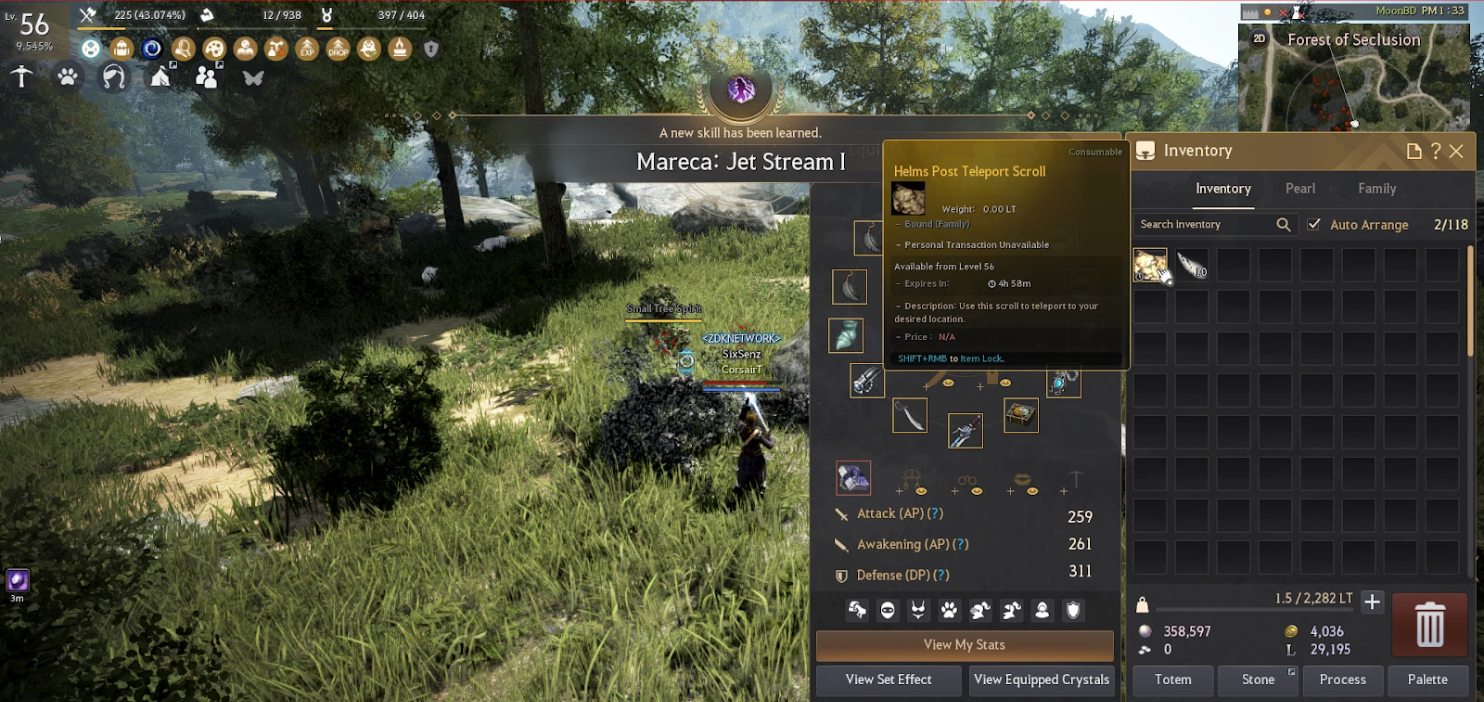 Lv. 56
9.545%
225 (43.074%)
12 / 938
397 / 404
EXP
DROP
MoonBD PM 1 : 33
2D
Forest of Seclusion
A new skill has been learned.
Mareca: Jet Stream I
Consumable
Helms Post Teleport Scroll
Weight: 0.00 LT
- Bound (Family)
- Personal Transaction Unavailable
Available from Level 56
- Expires In: 4h 58m
- Description: Use this scroll to teleport to your
desired location.
- Price : N/A
SHIFT+RMB to Item Lock.
Inventory
?
Inventory Pearl Family
Search Inventory
Auto Arrange 2/118
Small Tree Spirit
<ZDKNETWORK>
SixSenz
CorsairT
Attack (AP) (?) 259
Awakening (AP) (?) 261
Defense (DP) (?) 311
View My Stats
View Set Effect
View Equipped Crystals
3m
1.5 / 2,282 LT
358,597
4,036
0
L 29,195
Totem
Stone
Process
Palette